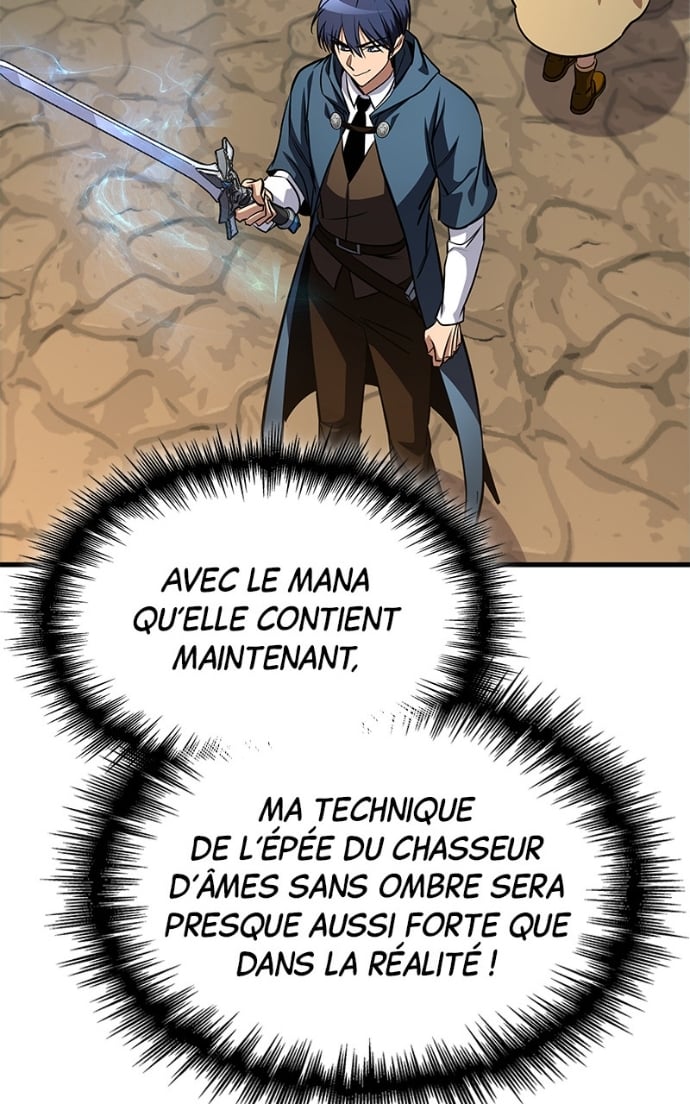 AVEC LE MANA
QU'ELLE CONTIENT
MAINTENANT,
MA TECHNIQUE
DE L'ÉPÉE DU CHASSEUR
D'ÂMES SANS OMBRE SERA
PRESQUE AUSSI FORTE QUE
DANS LA RÉALITÉ !